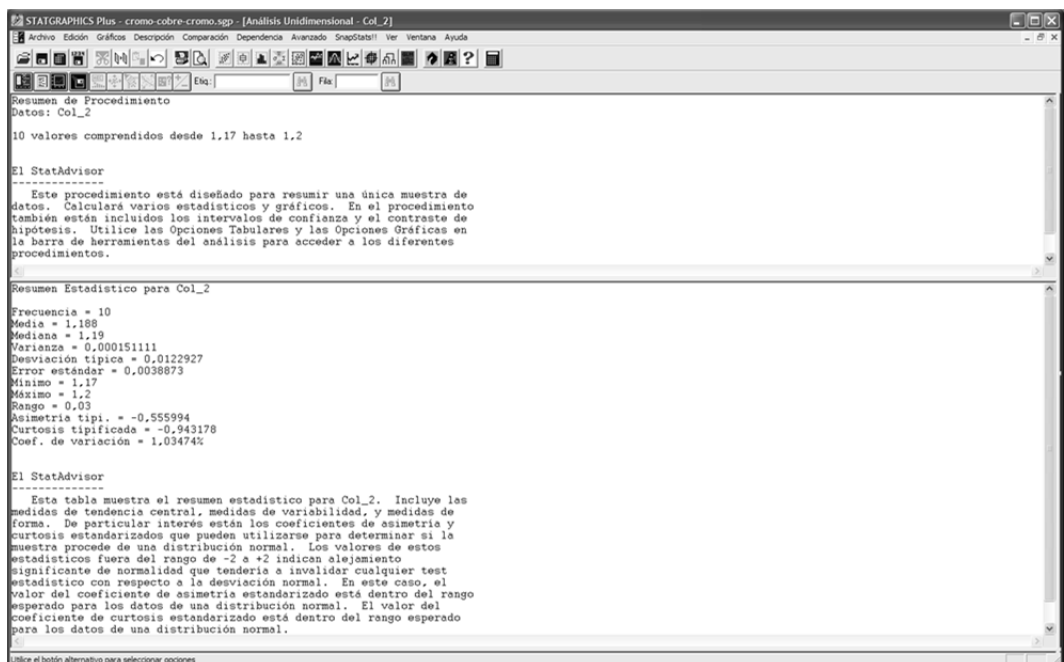 STATGRAPHICS Plus - cromo-cobre-cromo.sgp - [Análisis Unidimensional - Col_2]
Archivo Edición Gráficos Descripción Comparación Dependencia Avanzado SnapStats!! Ver Ventana Ayuda
Etiq.: Fila:
Resumen de Procedimiento
Datos: Col_2
10 valores comprendidos desde 1,17 hasta 1,2
El StatAdvisor
--------------
Este procedimiento está diseñado para resumir una única muestra de
datos. Calculará varios estadísticos y gráficos. En el procedimiento
también están incluidos los intervalos de confianza y el contraste de
hipótesis. Utilice las Opciones Tabulares y las Opciones Gráficas en
la barra de herramientas del análisis para acceder a los diferentes
procedimientos.
Resumen Estadístico para Col_2
Frecuencia = 10
Media = 1,188
Mediana = 1,19
Varianza = 0,000151111
Desviación típica = 0,0122927
Error estándar = 0,0038873
Mínimo = 1,17
Máximo = 1,2
Rango = 0,03
Asimetría tipi. = -0,555994
Curtosis tipificada = -0,943178
Coef. de variación = 1,03474%
El StatAdvisor
--------------
Esta tabla muestra el resumen estadístico para Col_2. Incluye las
medidas de tendencia central, medidas de variabilidad, y medidas de
forma. De particular interés están los coeficientes de asimetría y
curtosis estandarizados que pueden utilizarse para determinar si la
muestra procede de una distribución normal. Los valores de estos
estadísticos fuera del rango de -2 a +2 indican alejamiento
significante de normalidad que tendería a invalidar cualquier test
estadístico con respecto a la desviación normal. En este caso, el
valor del coeficiente de asimetría estandarizado está dentro del rango
esperado para los datos de una distribución normal. El valor del
coeficiente de curtosis estandarizado está dentro del rango esperado
para los datos de una distribución normal.
Utilice el botón alternativo para seleccionar opciones